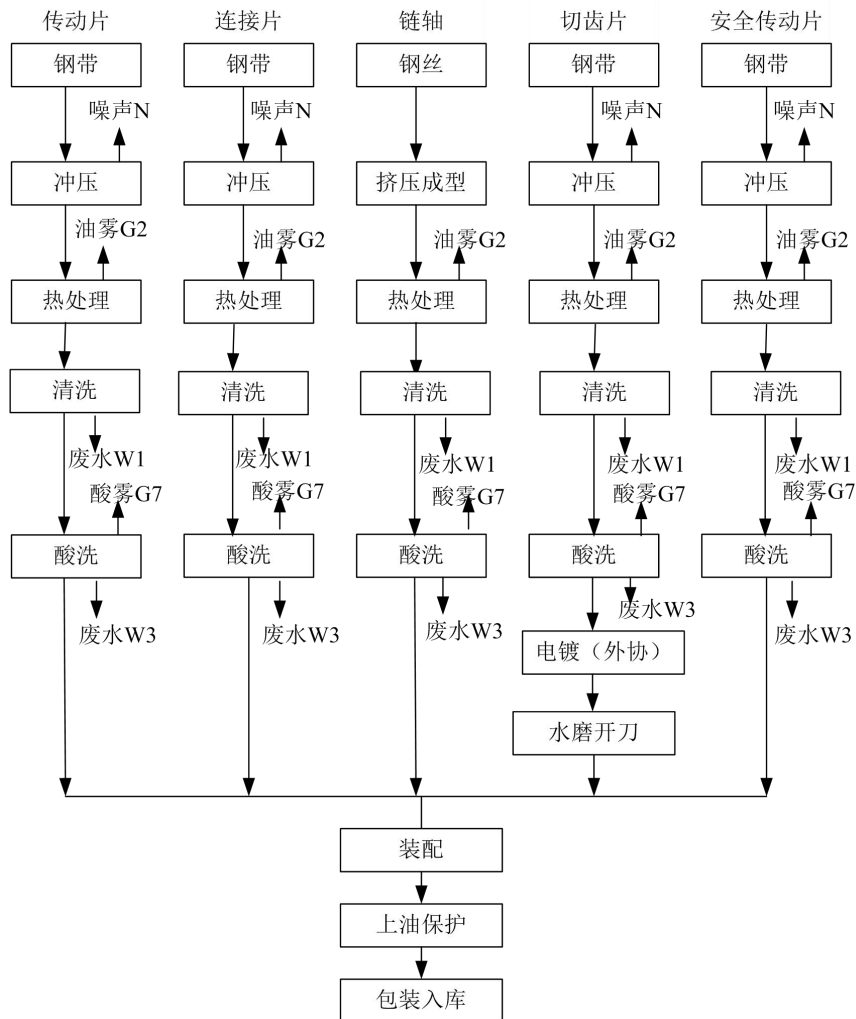 传动片 连接片 链轴 切齿片 安全传动片
钢带 钢带 钢丝 钢带 钢带
噪声N 噪声N 噪声N 噪声N
冲压 冲压 挤压成型 冲压 冲压
油雾G2 油雾G2 油雾G2 油雾G2 油雾G2
热处理 热处理 热处理 热处理 热处理
清洗 清洗 清洗 清洗 清洗
废水W1 废水W1 废水W1 废水W1 废水W1
酸雾G7 酸雾G7 酸雾G7 酸雾G7 酸雾G7
酸洗 酸洗 酸洗 酸洗 酸洗
废水W3 废水W3 废水W3 废水W3 废水W3
电镀（外协）
水磨开刀
装配
上油保护
包装入库